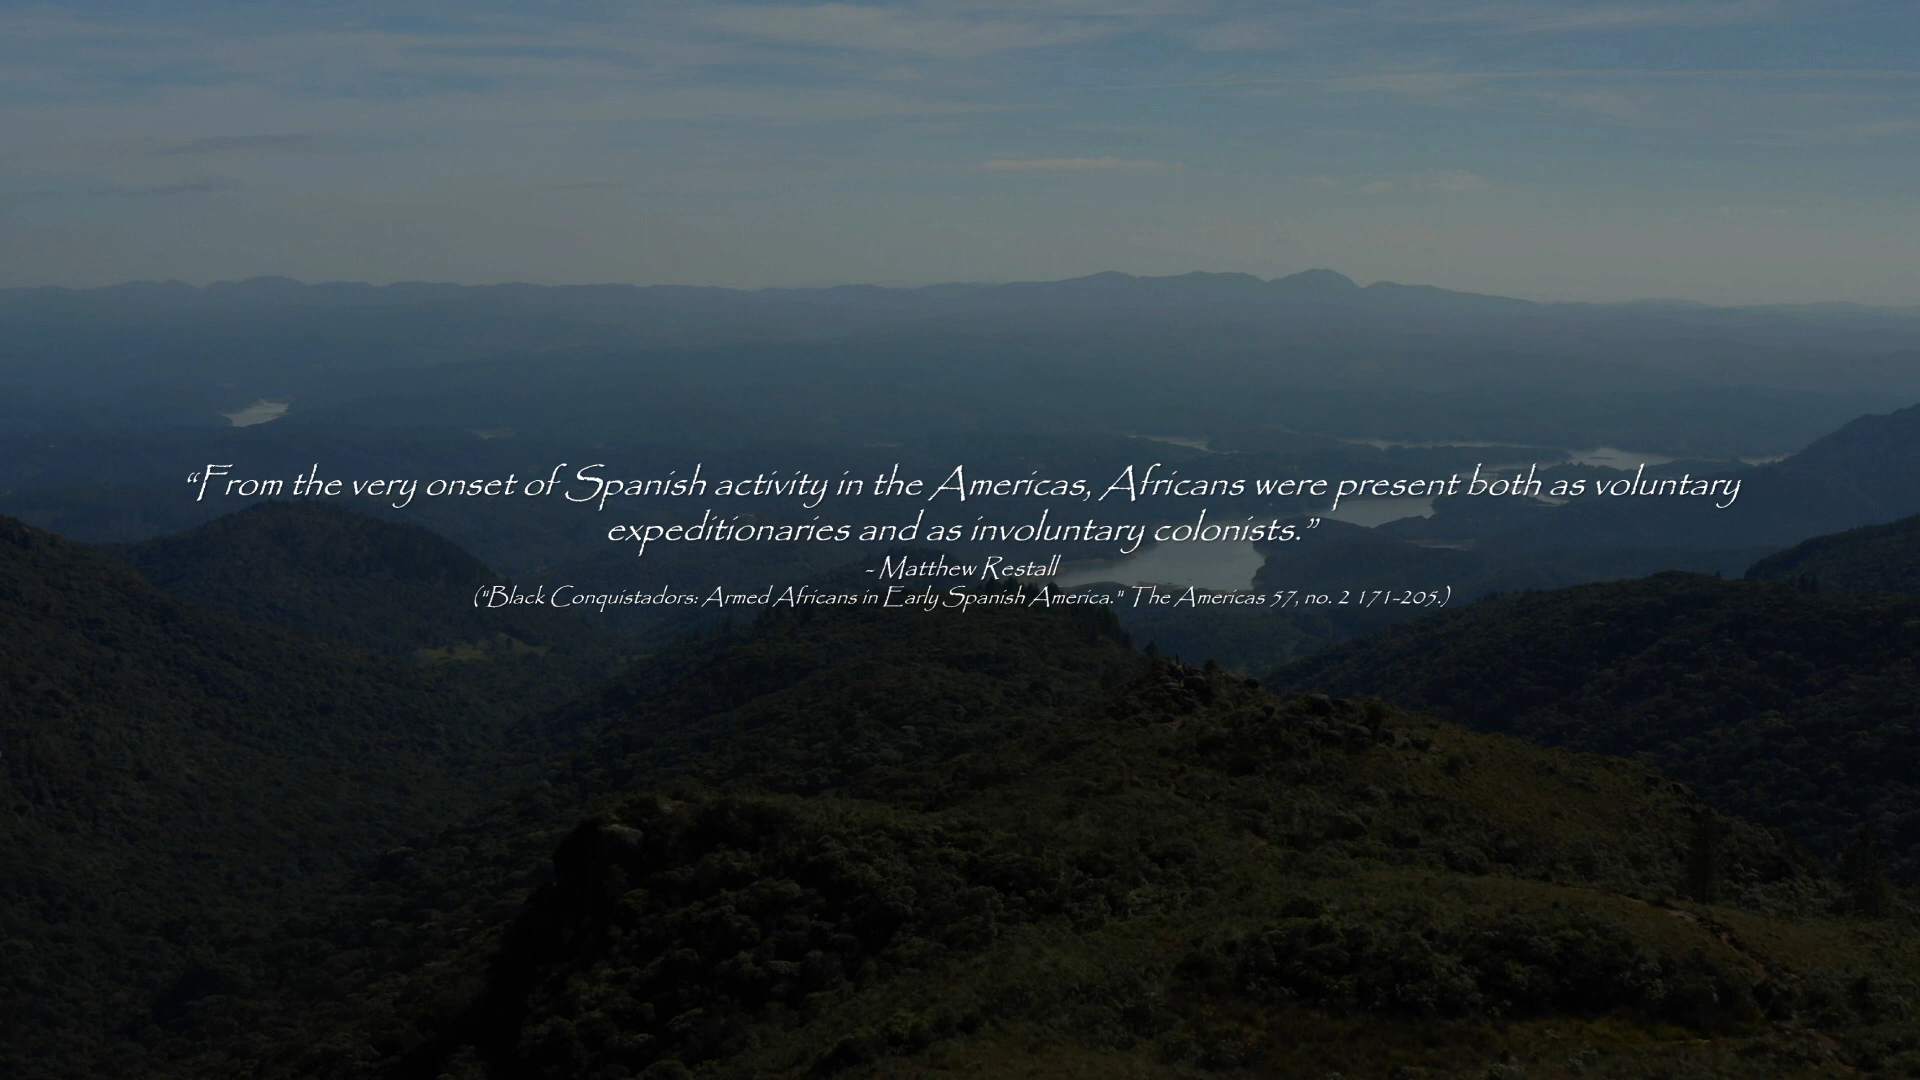 “From the very onset of Spanish activity in the Americas, Africans were present both as voluntary
expeditionaries and as involuntary colonists.”
- Matthew Restall
("Black Conquistadors: Armed Africans in Early Spanish America." The Americas 57, no. 2 171-205.)